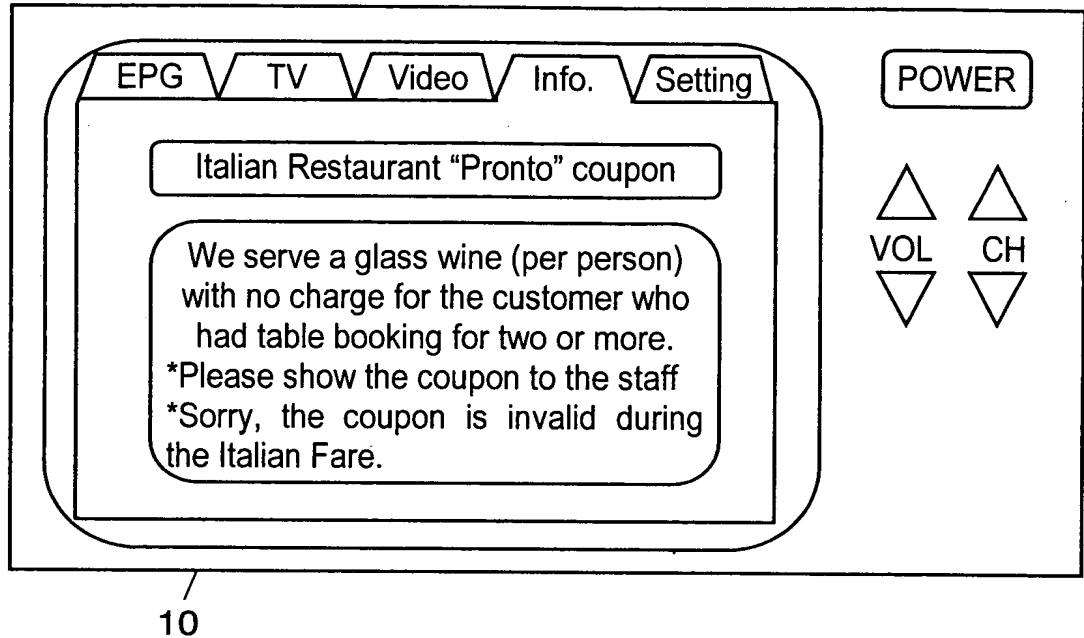 EPG TV Video Info. Setting
POWER
Italian Restaurant “Pronto” coupon
We serve a glass wine (per person)
with no charge for the customer who
had table booking for two or more.
*Please show the coupon to the staff
*Sorry, the coupon is invalid during
the Italian Fare.
VOL CH
10